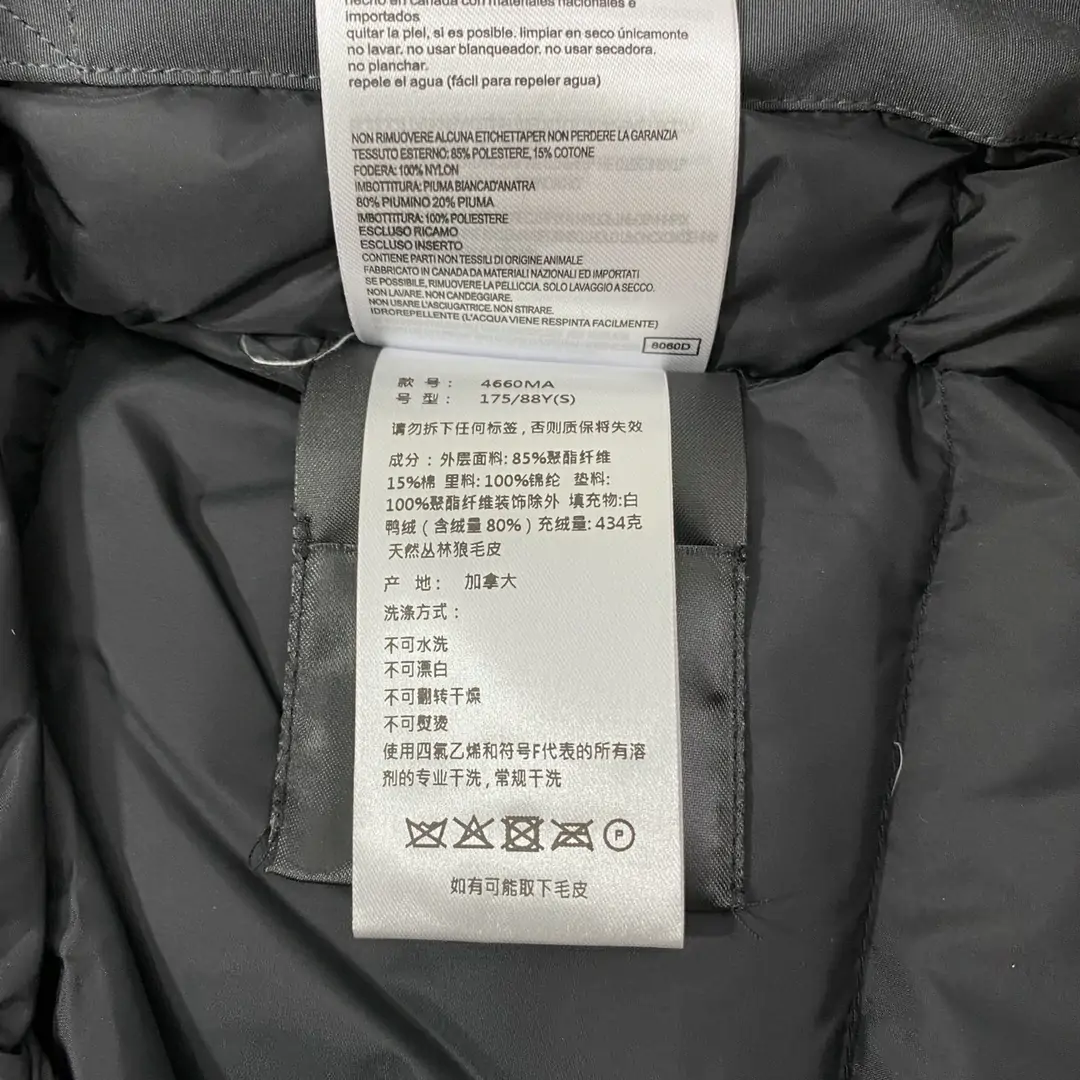 hecho en canada con materiales nacionales e
importados
quitar la piel, si es posible. limpiar en seco únicamente
no lavar. no usar blanqueador. no usar secadora.
no planchar.
repele el agua (fácil para repeler agua)
NON RIMUOVERE ALCUNA ETICHETTAPER NON PERDERE LA GARANZIA
TESSUTO ESTERNO: 85% POLESTERE, 15% COTONE
FODERA: 100% NYLON
IMBOTTITURA: PIUMA BIANCAD'ANATRA
80% PIUMINO 20% PIUMA
IMBOTTITURA: 100% POLIESTERE
ESCLUSO RICAMO
ESCLUSO INSERTO
CONTIENE PARTI NON TESSILI DI ORIGINE ANIMALE
FABBRICATO IN CANADA DA MATERIALI NAZIONALI ED IMPORTATI
SE POSSIBILE, RIMUOVERE LA PELLICCIA. SOLO LAVAGGIO A SECCO.
NON LAVARE. NON CANDEGGIARE.
NON USARE L'ASCIUGATRICE. NON STIRARE.
IDROREPELLENTE (L'ACQUA VIENE RESPINTA FACILMENTE)
8060D
款 号： 4660MA
号 型： 175/88Y(S)
请勿拆下任何标签，否则质保将失效
成分：外层面料: 85%聚酯纤维
15%棉 里料: 100%锦纶 垫料:
100%聚酯纤维装饰除外 填充物:白
鸭绒（含绒量 80%）充绒量: 434克
天然丛林狼毛皮
产 地： 加拿大
洗涤方式：
不可水洗
不可漂白
不可翻转干燥
不可熨烫
使用四氯乙烯和符号F代表的所有溶
剂的专业干洗, 常规干洗
P
如有可能取下毛皮